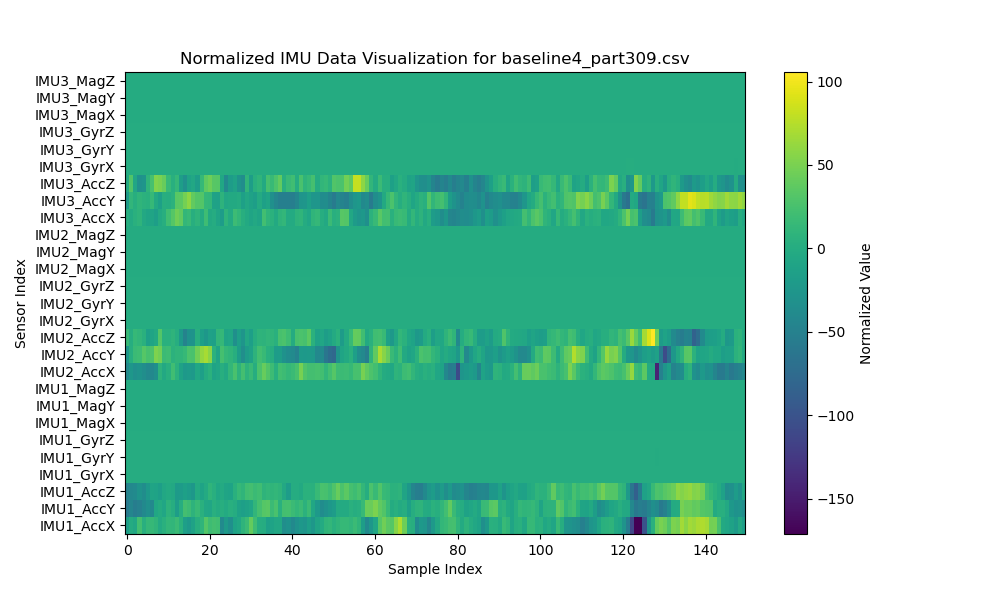 Normalized IMU Data Visualization for baseline4_part309.csv
Sensor Index
IMU3_MagZ
IMU3_MagY
IMU3_MagX
IMU3_GyrZ
IMU3_GyrY
IMU3_GyrX
IMU3_AccZ
IMU3_AccY
IMU3_AccX
IMU2_MagZ
IMU2_MagY
IMU2_MagX
IMU2_GyrZ
IMU2_GyrY
IMU2_GyrX
IMU2_AccZ
IMU2_AccY
IMU2_AccX
IMU1_MagZ
IMU1_MagY
IMU1_MagX
IMU1_GyrZ
IMU1_GyrY
IMU1_GyrX
IMU1_AccZ
IMU1_AccY
IMU1_AccX
0 20 40 60 80 100 120 140
Sample Index
100
50
0
−50
−100
−150
Normalized Value